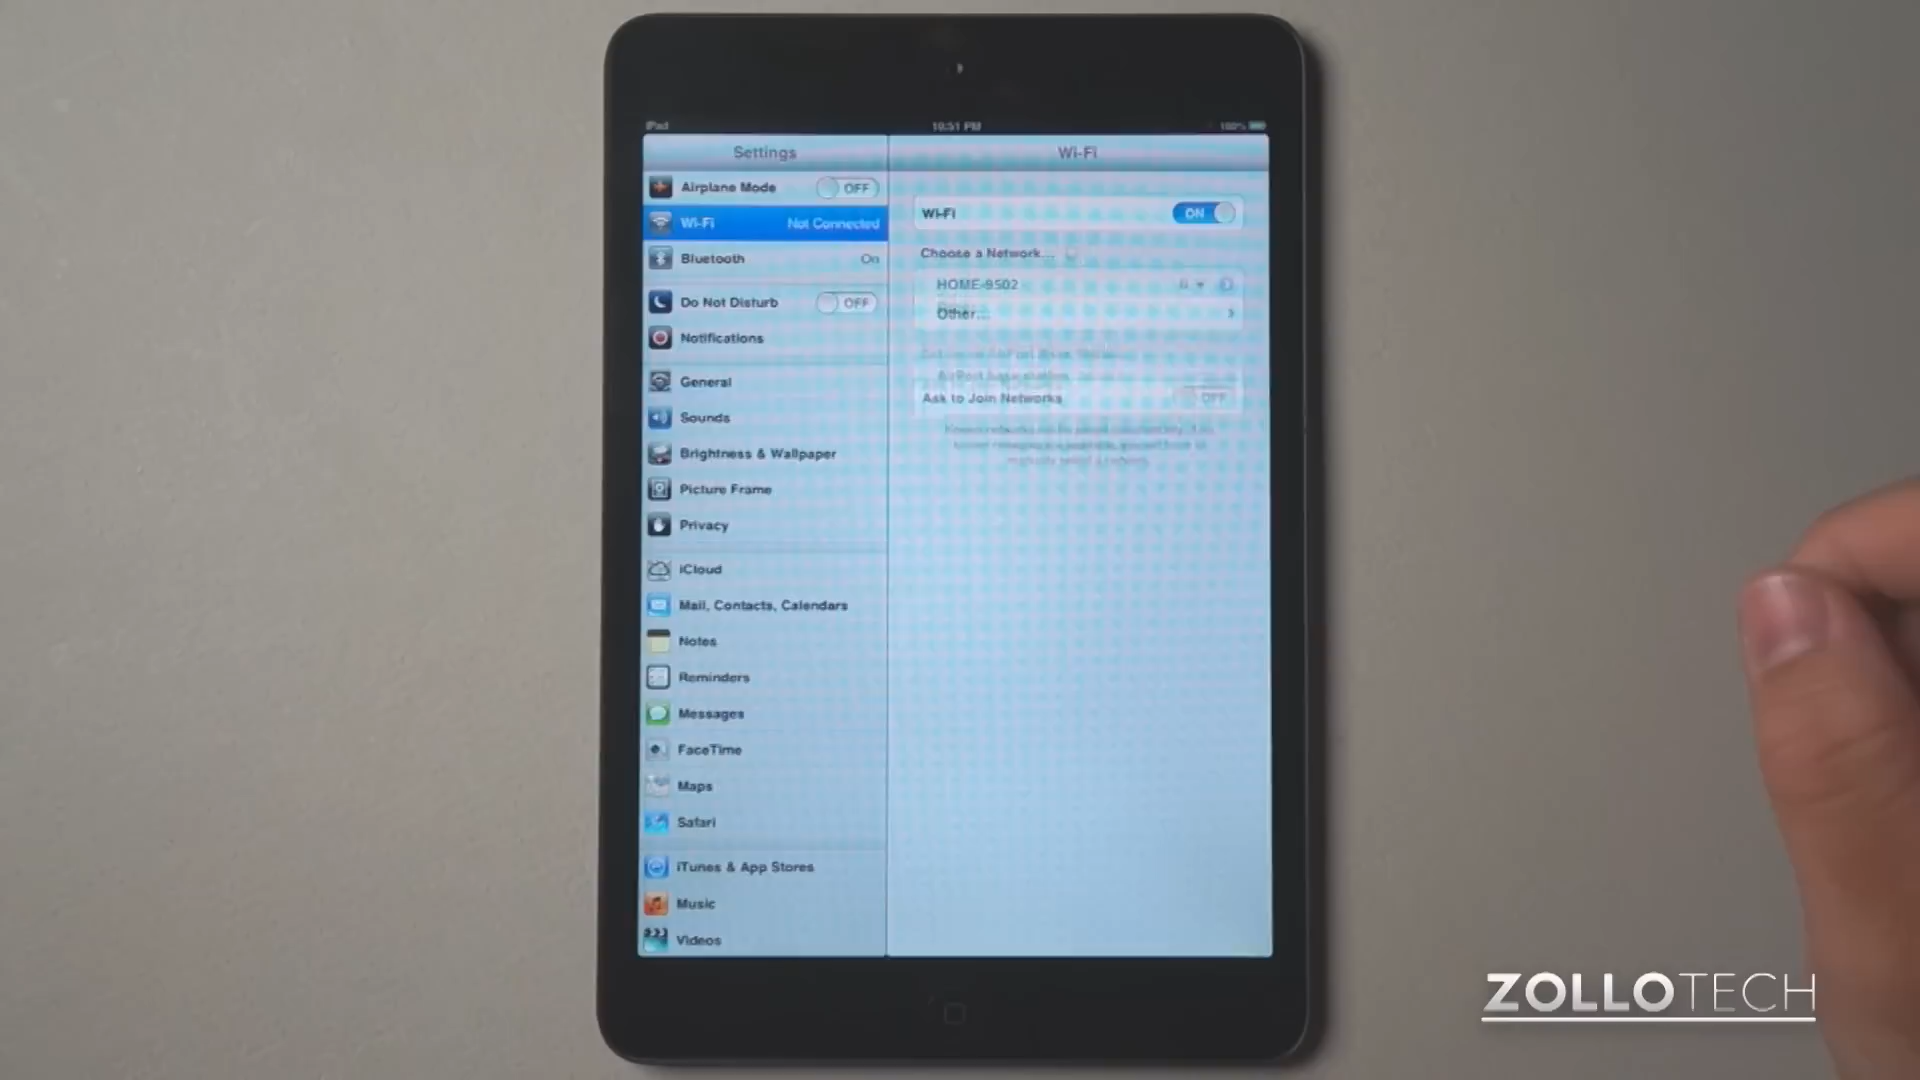 iPad
10:51 PM
100%
Settings
Wi-Fi
Airplane Mode OFF
Wi-Fi Not Connected
Bluetooth On
Do Not Disturb OFF
Notifications
General
Sounds
Brightness & Wallpaper
Picture Frame
Privacy
iCloud
Mail, Contacts, Calendars
Notes
Reminders
Messages
FaceTime
Maps
Safari
iTunes & App Stores
Music
Videos
Wi-Fi ON
Choose a Network...
HOME-9502
Other...
Ask to Join Networks OFF
ZOLLOTECH